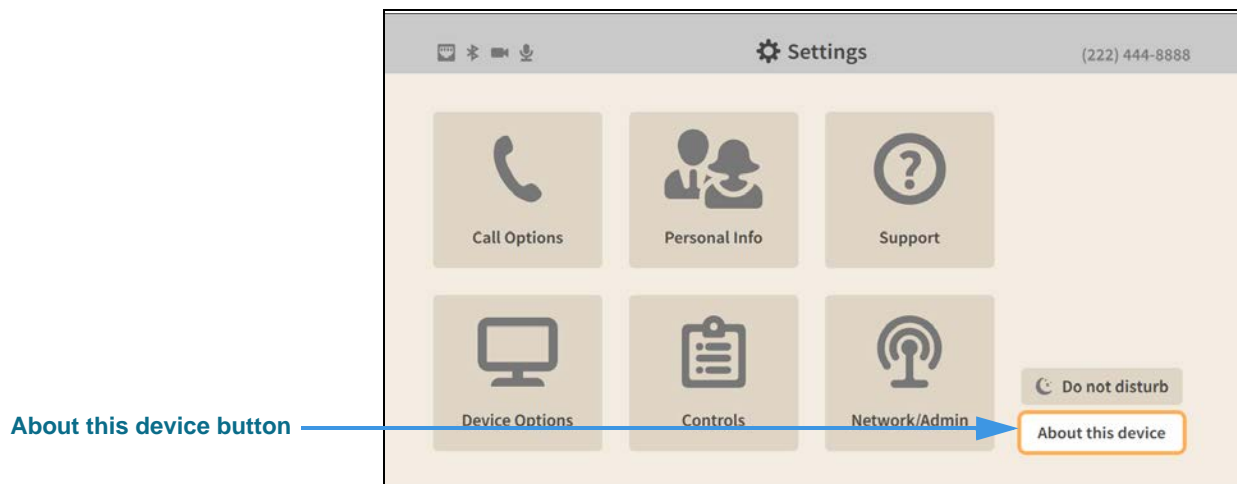 Settings
(222) 444-8888
Call Options
Personal Info
Support
Device Options
Controls
Network/Admin
Do not disturb
About this device
About this device button